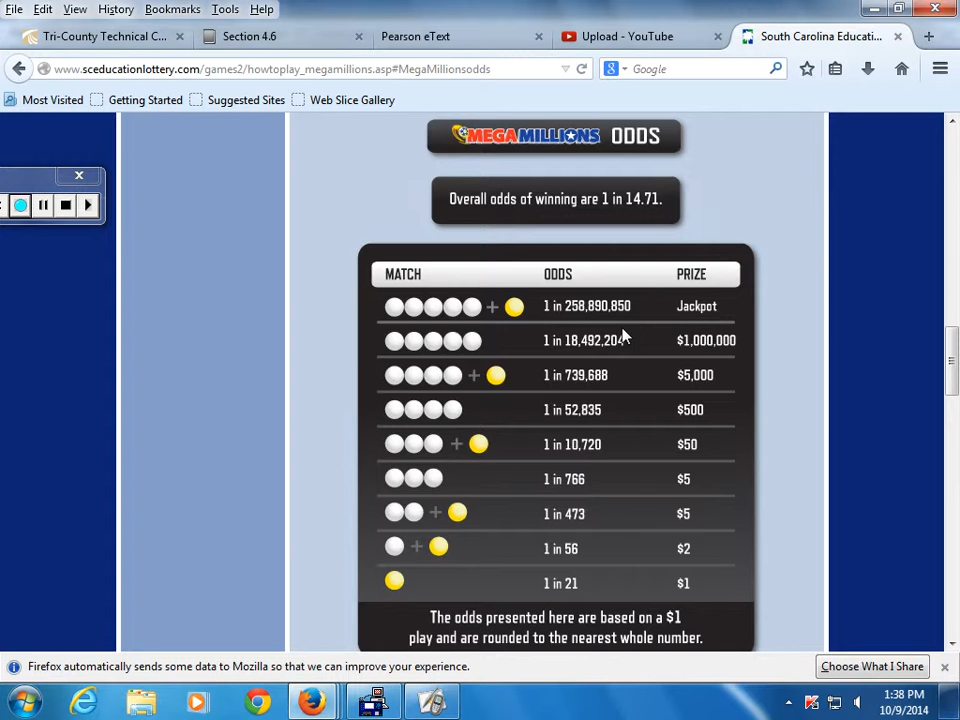 File Edit View History Bookmarks Tools Help
Tri-County Technical C... × Section 4.6 × Pearson eText × Upload - YouTube × South Carolina Educati... ×
www.sceducationlottery.com/games2/howtoplay_megamillions.asp#MegaMillionsodds Google
Most Visited Getting Started Suggested Sites Web Slice Gallery
MEGAMILLIONS ODDS
Overall odds of winning are 1 in 14.71.
MATCH ODDS PRIZE
+ 1 in 258,890,850 Jackpot
1 in 18,492,204 $1,000,000
+ 1 in 739,688 $5,000
1 in 52,835 $500
+ 1 in 10,720 $50
1 in 766 $5
+ 1 in 473 $5
+ 1 in 56 $2
1 in 21 $1
The odds presented here are based on a $1
play and are rounded to the nearest whole number.
Firefox automatically sends some data to Mozilla so that we can improve your experience. Choose What I Share ×
1:38 PM
10/9/2014